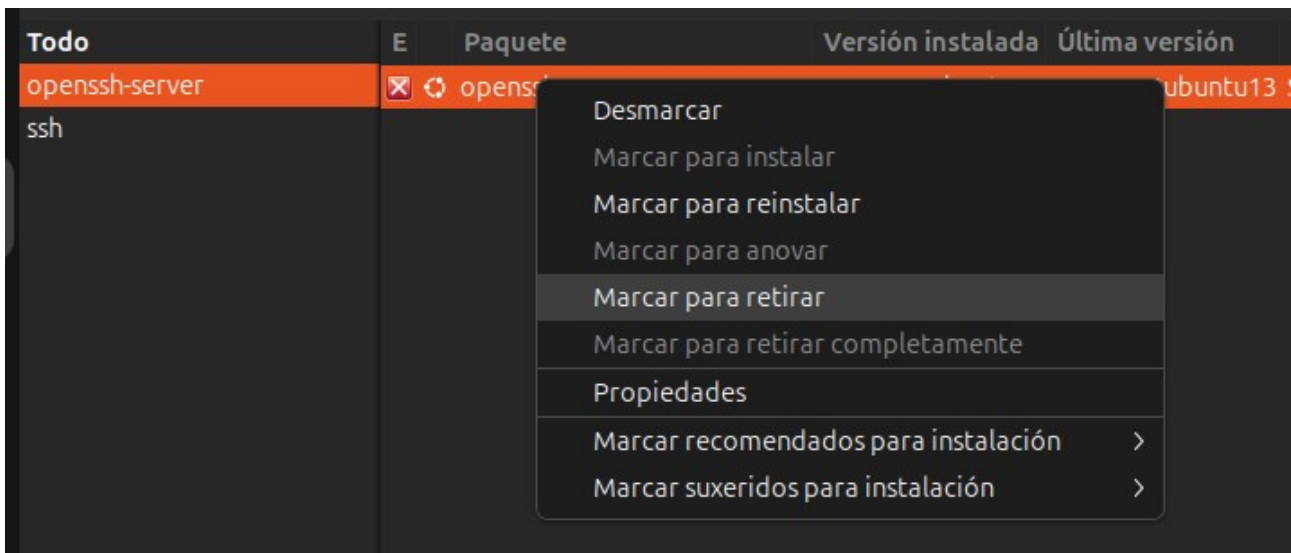 Todo
E Paquete Versión instalada Última versión
openssh-server
ubuntu13
ssh
Desmarcar
Marcar para instalar
Marcar para reinstalar
Marcar para anovar
Marcar para retirar
Marcar para retirar completamente
Propiedades
Marcar recomendados para instalación
Marcar suxeridos para instalación